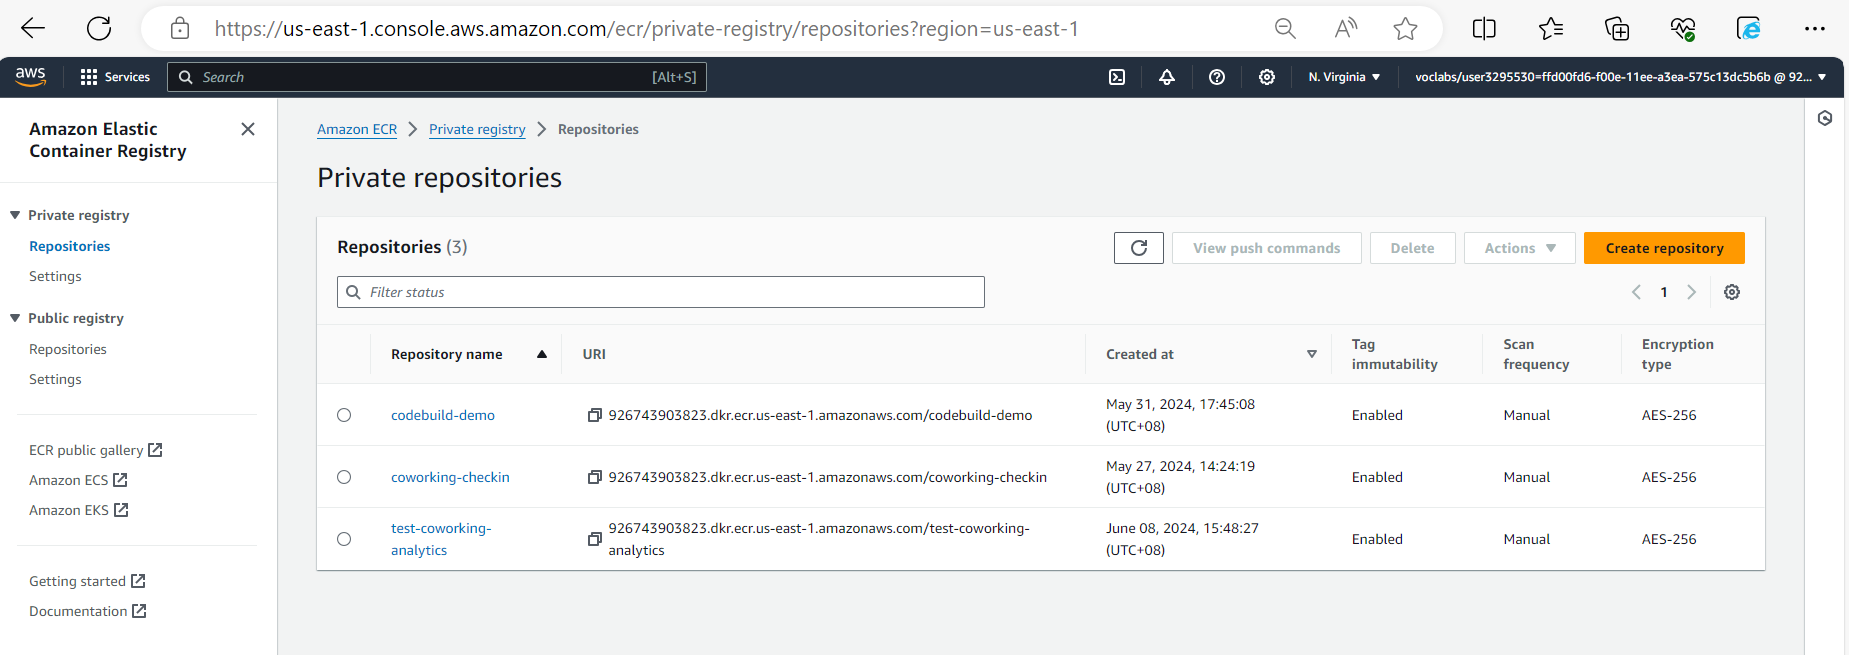 https://us-east-1.console.aws.amazon.com/ecr/private-registry/repositories?region=us-east-1
aws Services Search [Alt+S] N. Virginia voclabs/user3295530=ffd00fd6-f00e-11ee-a3ea-575c13dc5b6b @ 92...
Amazon Elastic
Container Registry
Private registry
Repositories
Settings
Public registry
Repositories
Settings
ECR public gallery
Amazon ECS
Amazon EKS
Getting started
Documentation
Amazon ECR > Private registry > Repositories
Private repositories
Repositories (3)
View push commands Delete Actions Create repository
Filter status
1
Repository name URI Created at Tag immutability Scan frequency Encryption type
codebuild-demo 926743903823.dkr.ecr.us-east-1.amazonaws.com/codebuild-demo May 31, 2024, 17:45:08 (UTC+08) Enabled Manual AES-256
coworking-checkin 926743903823.dkr.ecr.us-east-1.amazonaws.com/coworking-checkin May 27, 2024, 14:24:19 (UTC+08) Enabled Manual AES-256
test-coworking-analytics 926743903823.dkr.ecr.us-east-1.amazonaws.com/test-coworking-analytics June 08, 2024, 15:48:27 (UTC+08) Enabled Manual AES-256